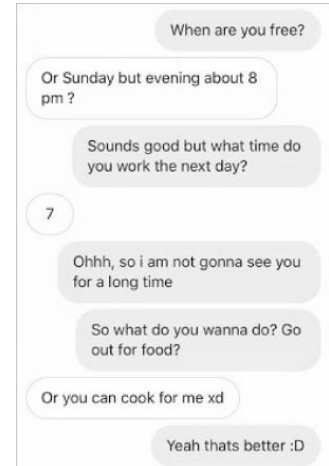 When are you free?
Or Sunday but evening about 8
pm ?
Sounds good but what time do
you work the next day?
7
Ohhh, so i am not gonna see you
for a long time
So what do you wanna do? Go
out for food?
Or you can cook for me xd
Yeah thats better :D